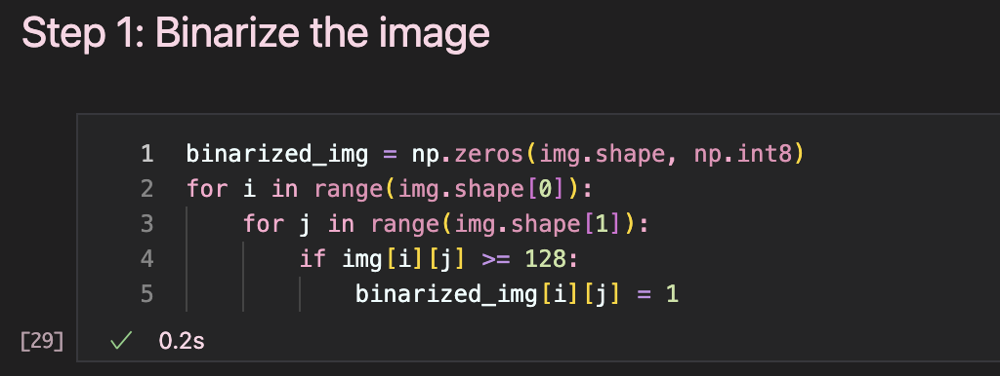 Step 1: Binarize the image
1 binarized_img = np.zeros(img.shape, np.int8)
2 for i in range(img.shape[0]):
3     for j in range(img.shape[1]):
4         if img[i][j] >= 128:
5             binarized_img[i][j] = 1
[29] ✓ 0.2s